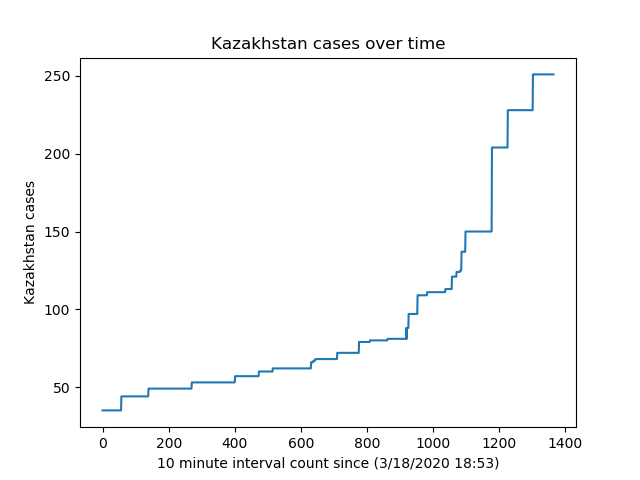 Kazakhstan cases over time
250
200
150
100
50
Kazakhstan cases
0 200 400 600 800 1000 1200 1400
10 minute interval count since (3/18/2020 18:53)